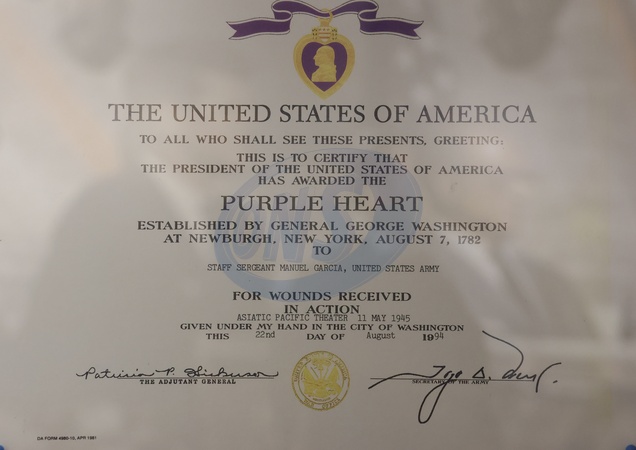 THE UNITED STATES OF AMERICA
TO ALL WHO SHALL SEE THESE PRESENTS, GREETING:
THIS IS TO CERTIFY THAT
THE PRESIDENT OF THE UNITED STATES OF AMERICA
HAS AWARDED THE
PURPLE HEART
ESTABLISHED BY GENERAL GEORGE WASHINGTON
AT NEWBURGH, NEW YORK, AUGUST 7, 1782
TO
STAFF SERGEANT MANUEL GARCIA, UNITED STATES ARMY
FOR WOUNDS RECEIVED
IN ACTION
ASIATIC PACIFIC THEATER 11 MAY 1945
GIVEN UNDER MY HAND IN THE CITY OF WASHINGTON
THIS 22nd DAY OF August 1994
Patricia P.
THE ADJUTANT GENERAL
SECRETARY OF THE ARMY
DA FORM 4980-10, APR 1981